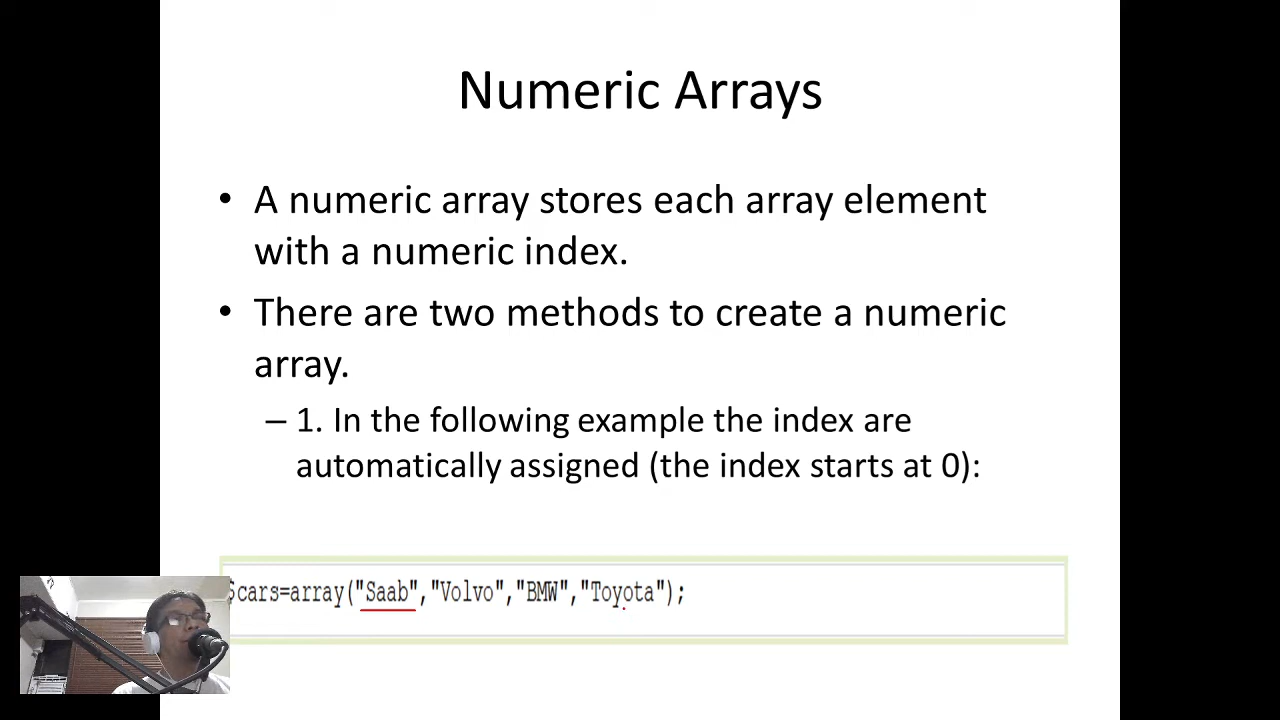 Numeric Arrays
• A numeric array stores each array element
with a numeric index.
• There are two methods to create a numeric
array.
– 1. In the following example the index are
automatically assigned (the index starts at 0):
$cars=array("Saab","Volvo","BMW","Toyota");